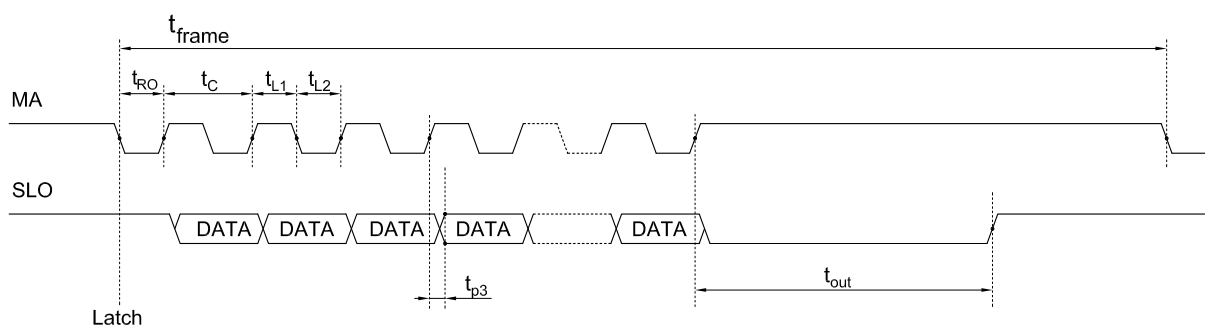 t_frame
t_RO t_C t_L1 t_L2
MA
SLO
DATA DATA DATA DATA DATA
t_p3 t_out
Latch